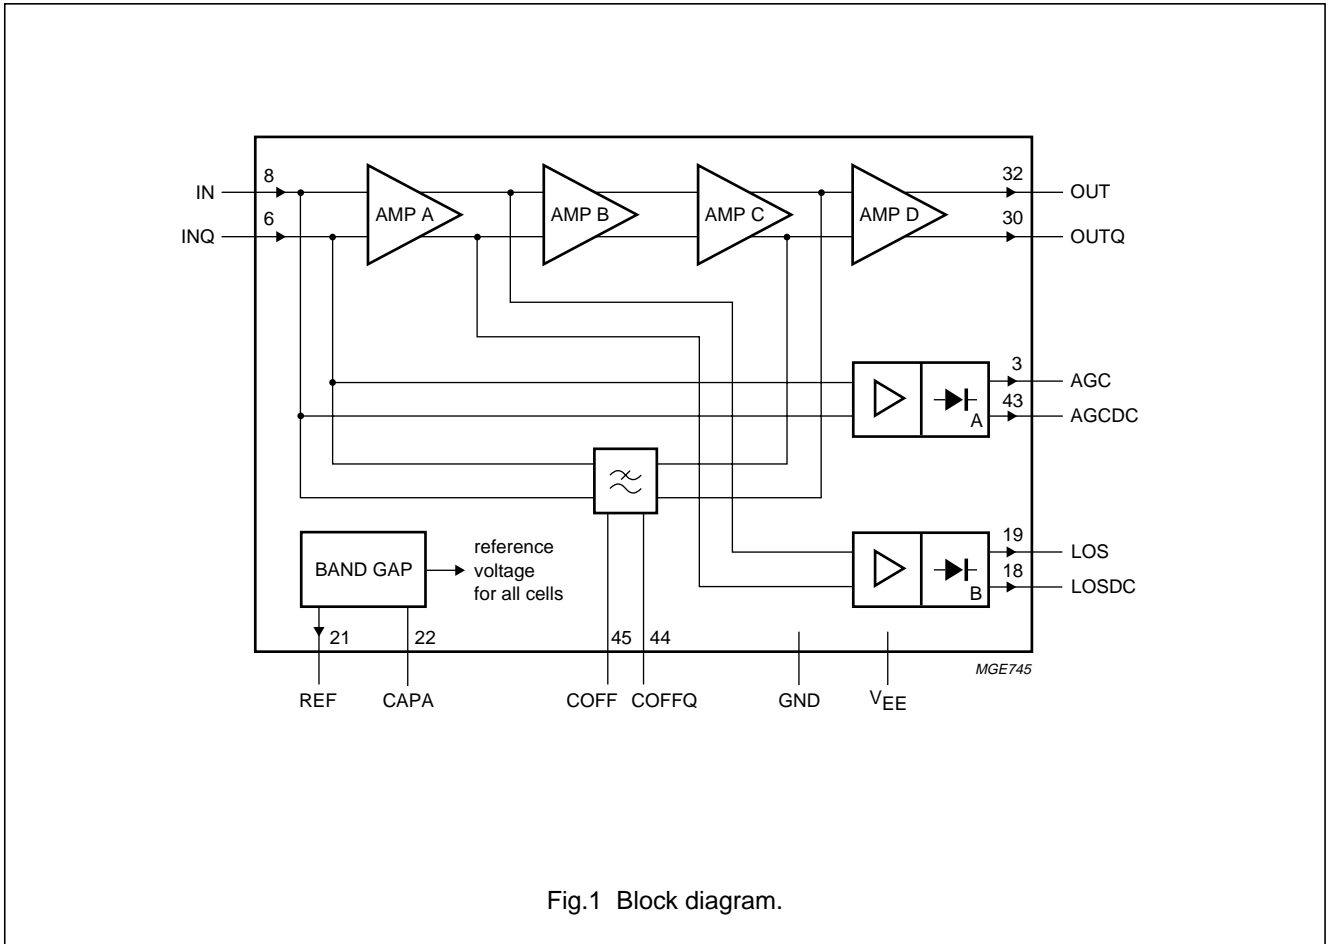 8
32
IN
AMP A
AMP B
AMP C
AMP D
OUT
6
30
INQ
OUTQ
3
AGC
43
A
AGCDC
19
LOS
18
B
LOSDC
BAND GAP
reference
voltage
for all cells
21
22
45
44
MGE745
REF
CAPA
COFF
COFFQ
GND
VEE
Fig.1 Block diagram.